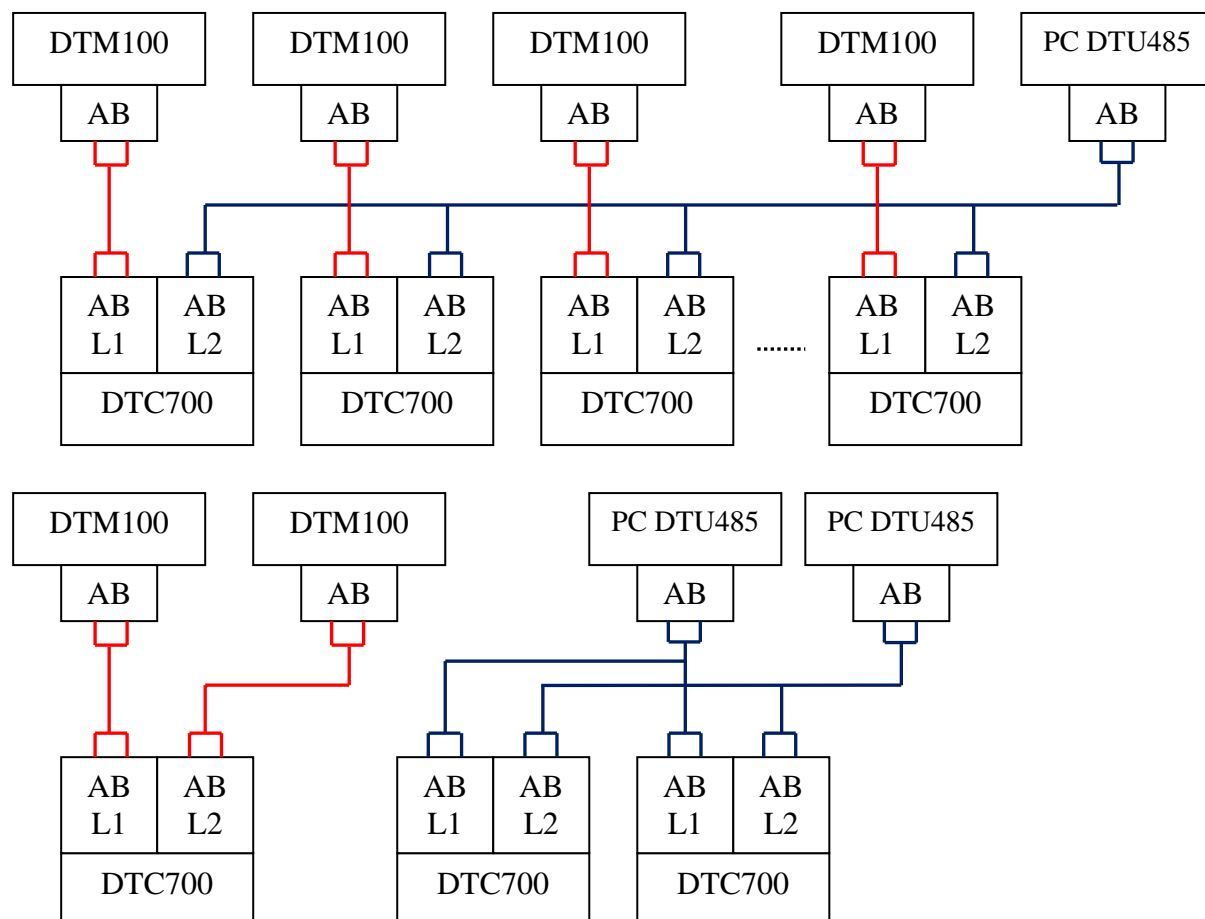 DTM100 DTM100 DTM100 DTM100 PC DTU485
AB AB AB AB AB
AB AB AB AB AB AB AB AB
L1 L2 L1 L2 L1 L2 ........ L1 L2
DTC700 DTC700 DTC700 DTC700
DTM100 DTM100 PC DTU485 PC DTU485
AB AB AB AB
AB AB AB AB AB AB
L1 L2 L1 L2 L1 L2
DTC700 DTC700 DTC700